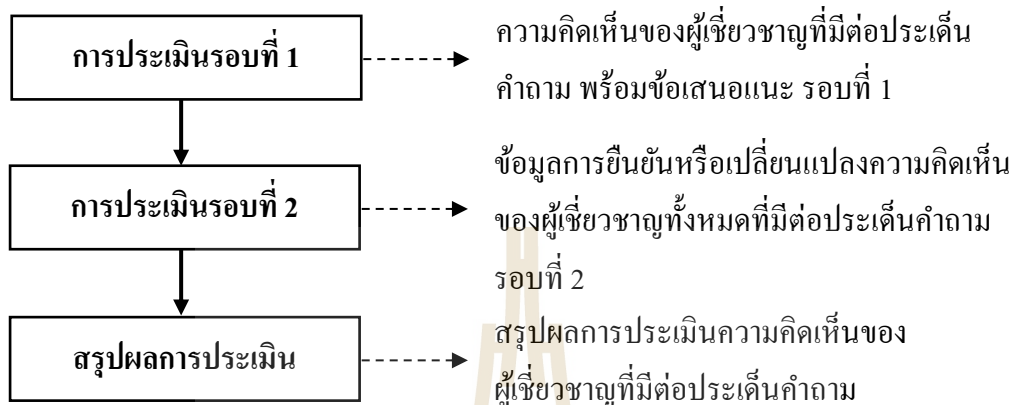 การประเมินรอบที่ 1
ความคิดเห็นของผู้เชี่ยวชาญที่มีต่อประเด็น
คำถาม พร้อมข้อเสนอแนะ รอบที่ 1
การประเมินรอบที่ 2
ข้อมูลการยืนยันหรือเปลี่ยนแปลงความคิดเห็น
ของผู้เชี่ยวชาญทั้งหมดที่มีต่อประเด็นคำถาม
รอบที่ 2
สรุปผลการประเมิน
สรุปผลการประเมินความคิดเห็นของ
ผู้เชี่ยวชาญที่มีต่อประเด็นคำถาม